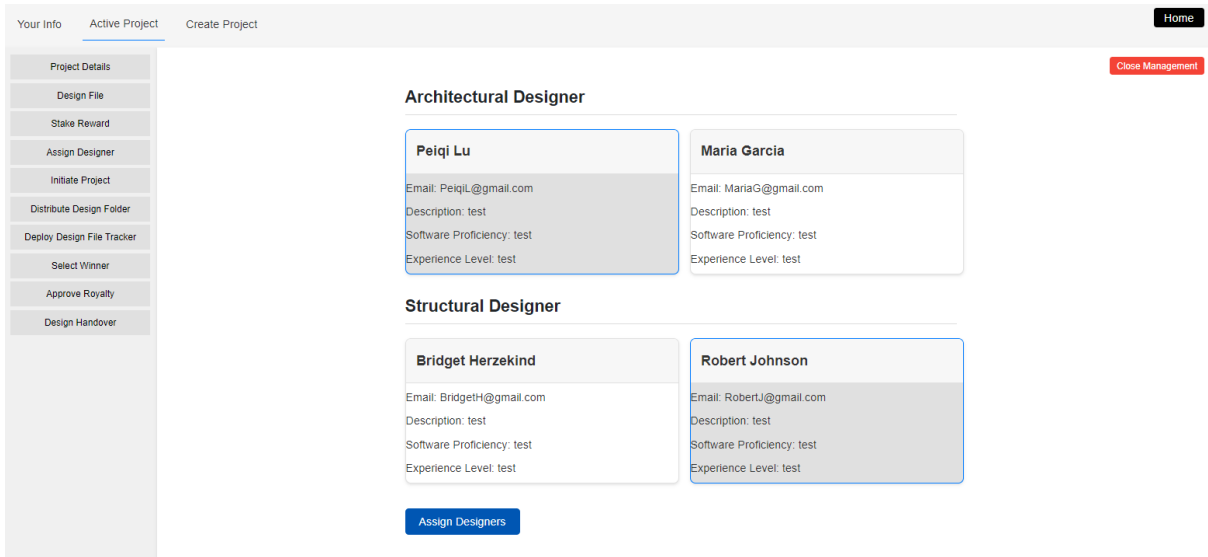 Your Info
Active Project
Create Project
Home
Project Details
Design File
Stake Reward
Assign Designer
Initiate Project
Distribute Design Folder
Deploy Design File Tracker
Select Winner
Approve Royalty
Design Handover
Close Management
Architectural Designer
Peiqi Lu
Email: PeiqiL@gmail.com
Description: test
Software Proficiency: test
Experience Level: test
Maria Garcia
Email: MariaG@gmail.com
Description: test
Software Proficiency: test
Experience Level: test
Structural Designer
Bridget Herzekind
Email: BridgetH@gmail.com
Description: test
Software Proficiency: test
Experience Level: test
Robert Johnson
Email: RobertJ@gmail.com
Description: test
Software Proficiency: test
Experience Level: test
Assign Designers